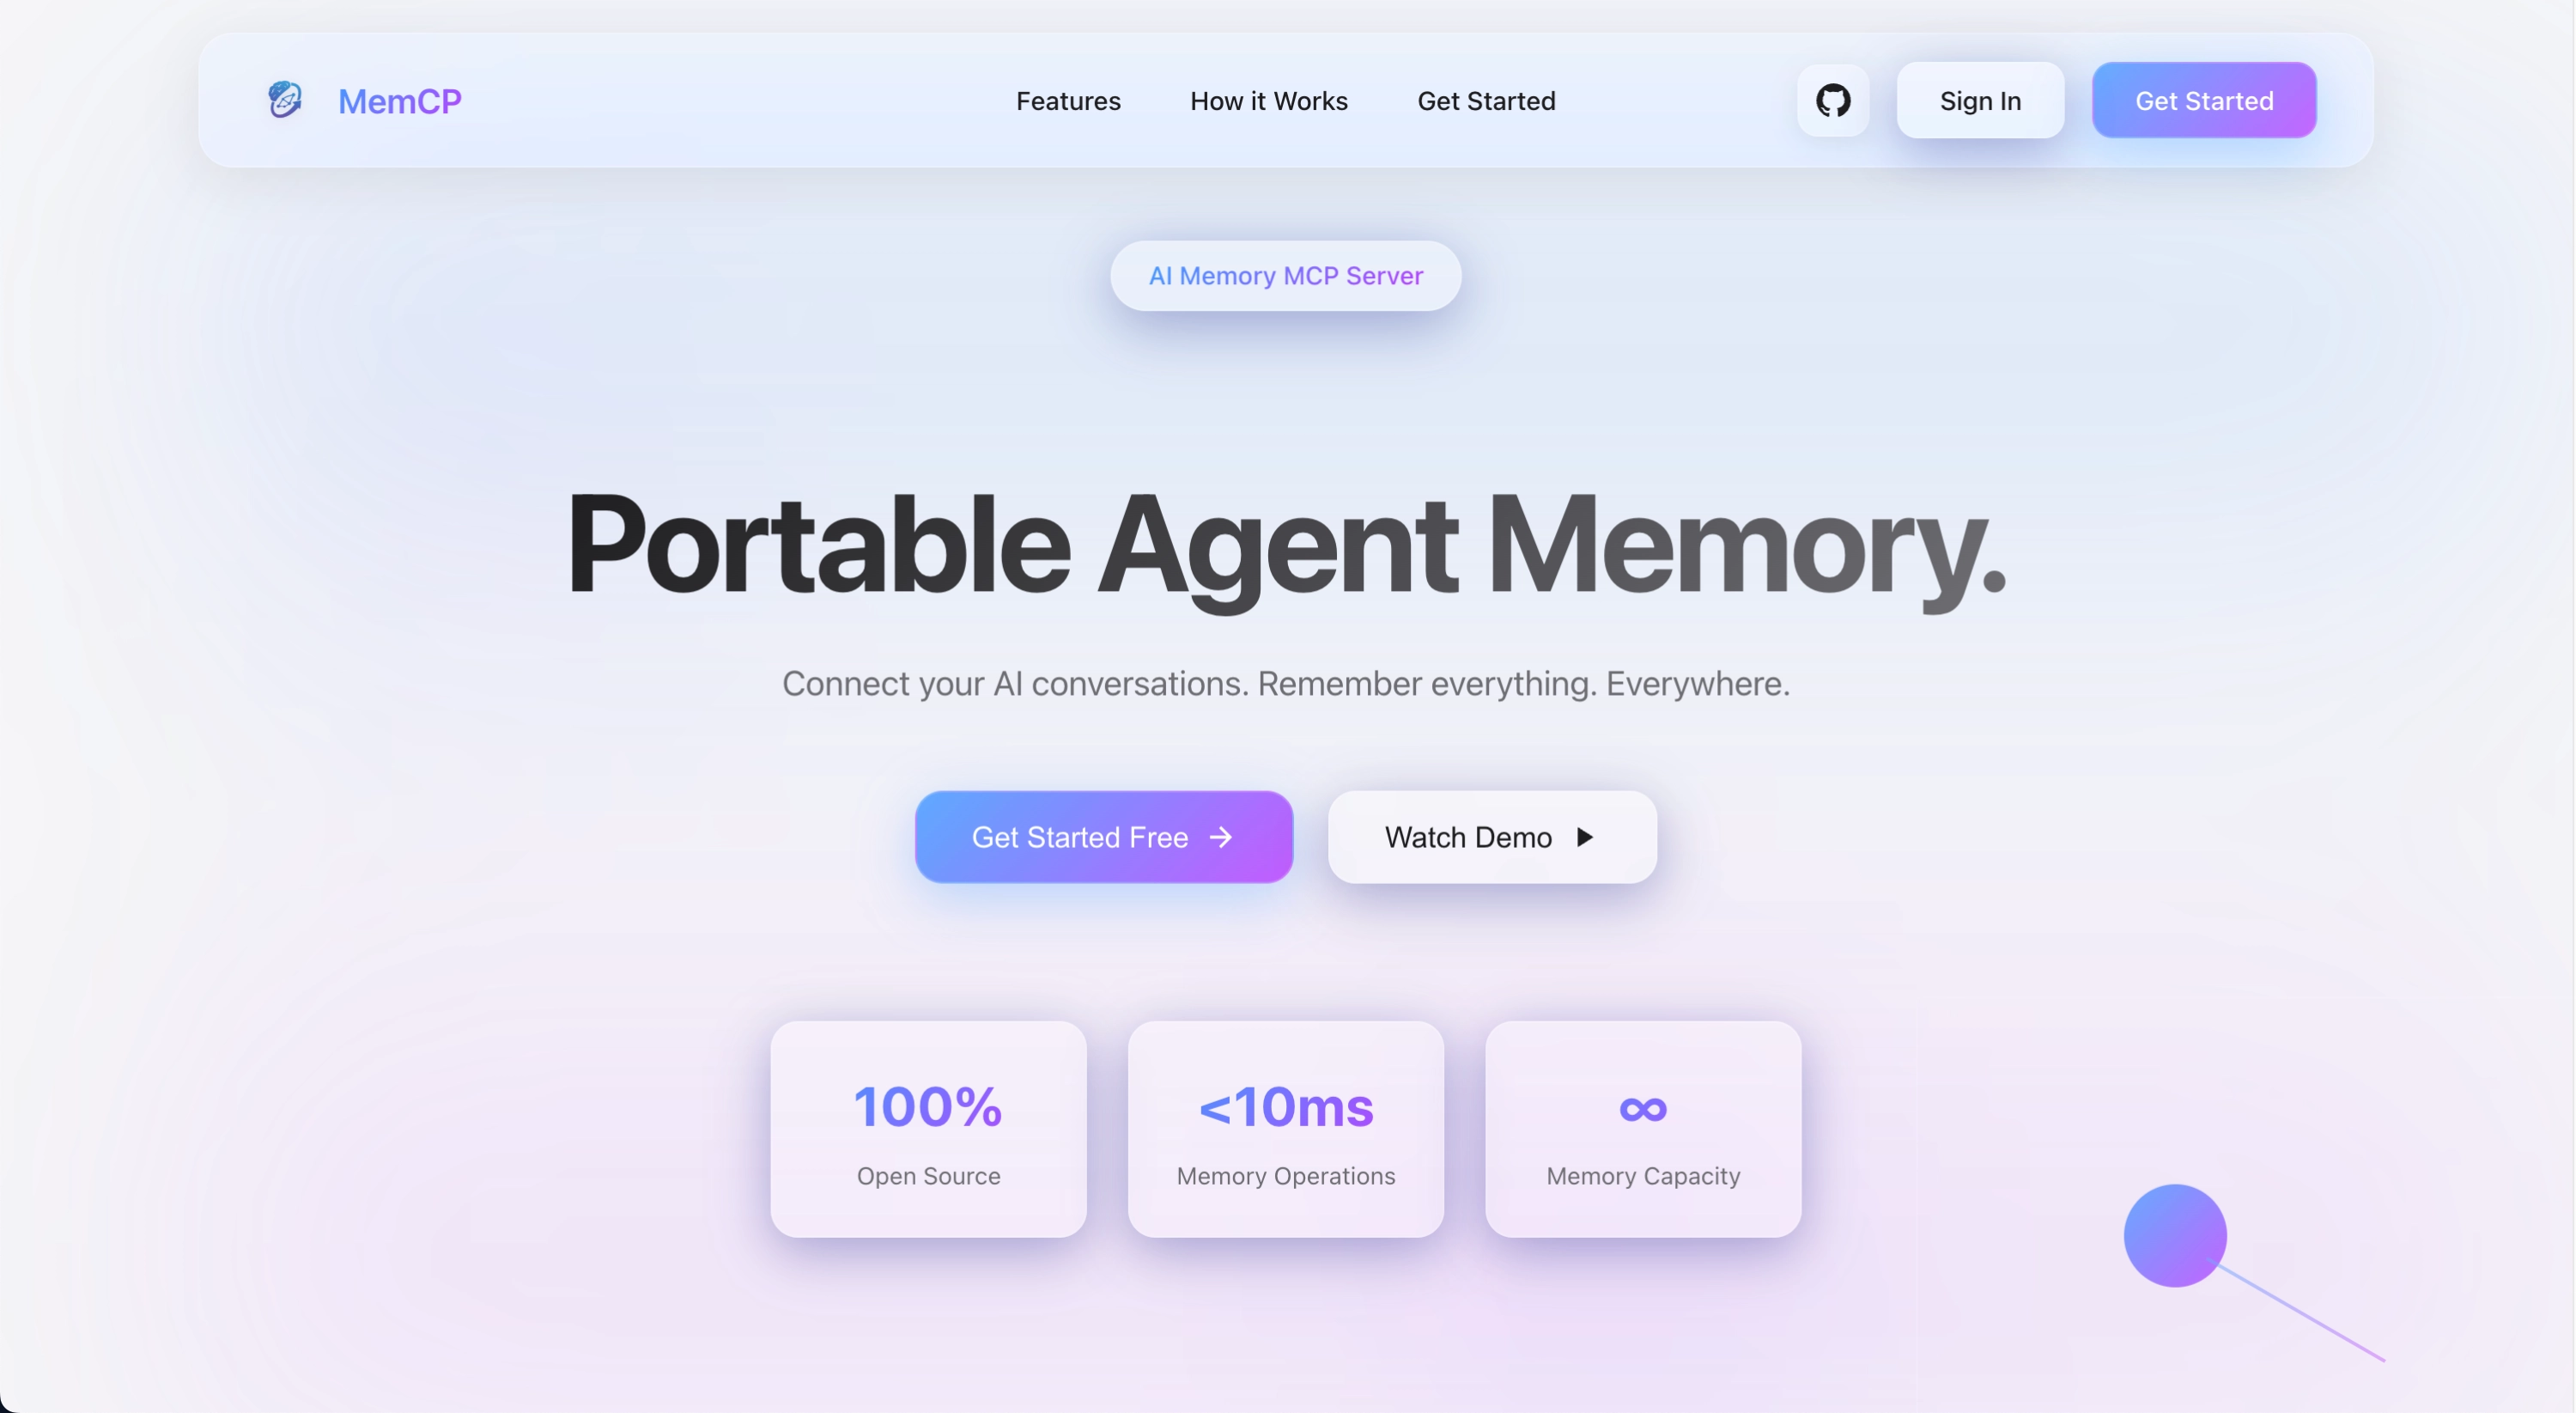 MemCP
Features
How it Works
Get Started
Sign In
Get Started
AI Memory MCP Server
Portable Agent Memory.
Connect your AI conversations. Remember everything. Everywhere.
Get Started Free →
Watch Demo ▶
100%
Open Source
<10ms
Memory Operations
∞
Memory Capacity